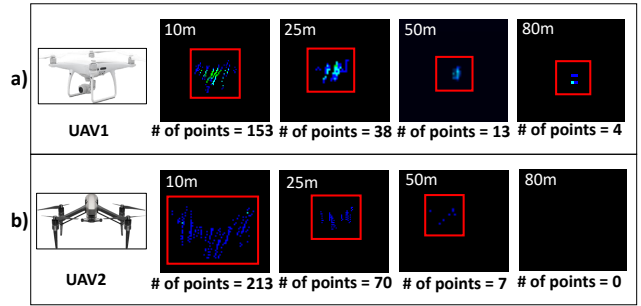 a)
10m
25m
50m
80m
UAV1
# of points = 153
# of points = 38
# of points = 13
# of points = 4
b)
10m
25m
50m
80m
UAV2
# of points = 213
# of points = 70
# of points = 7
# of points = 0